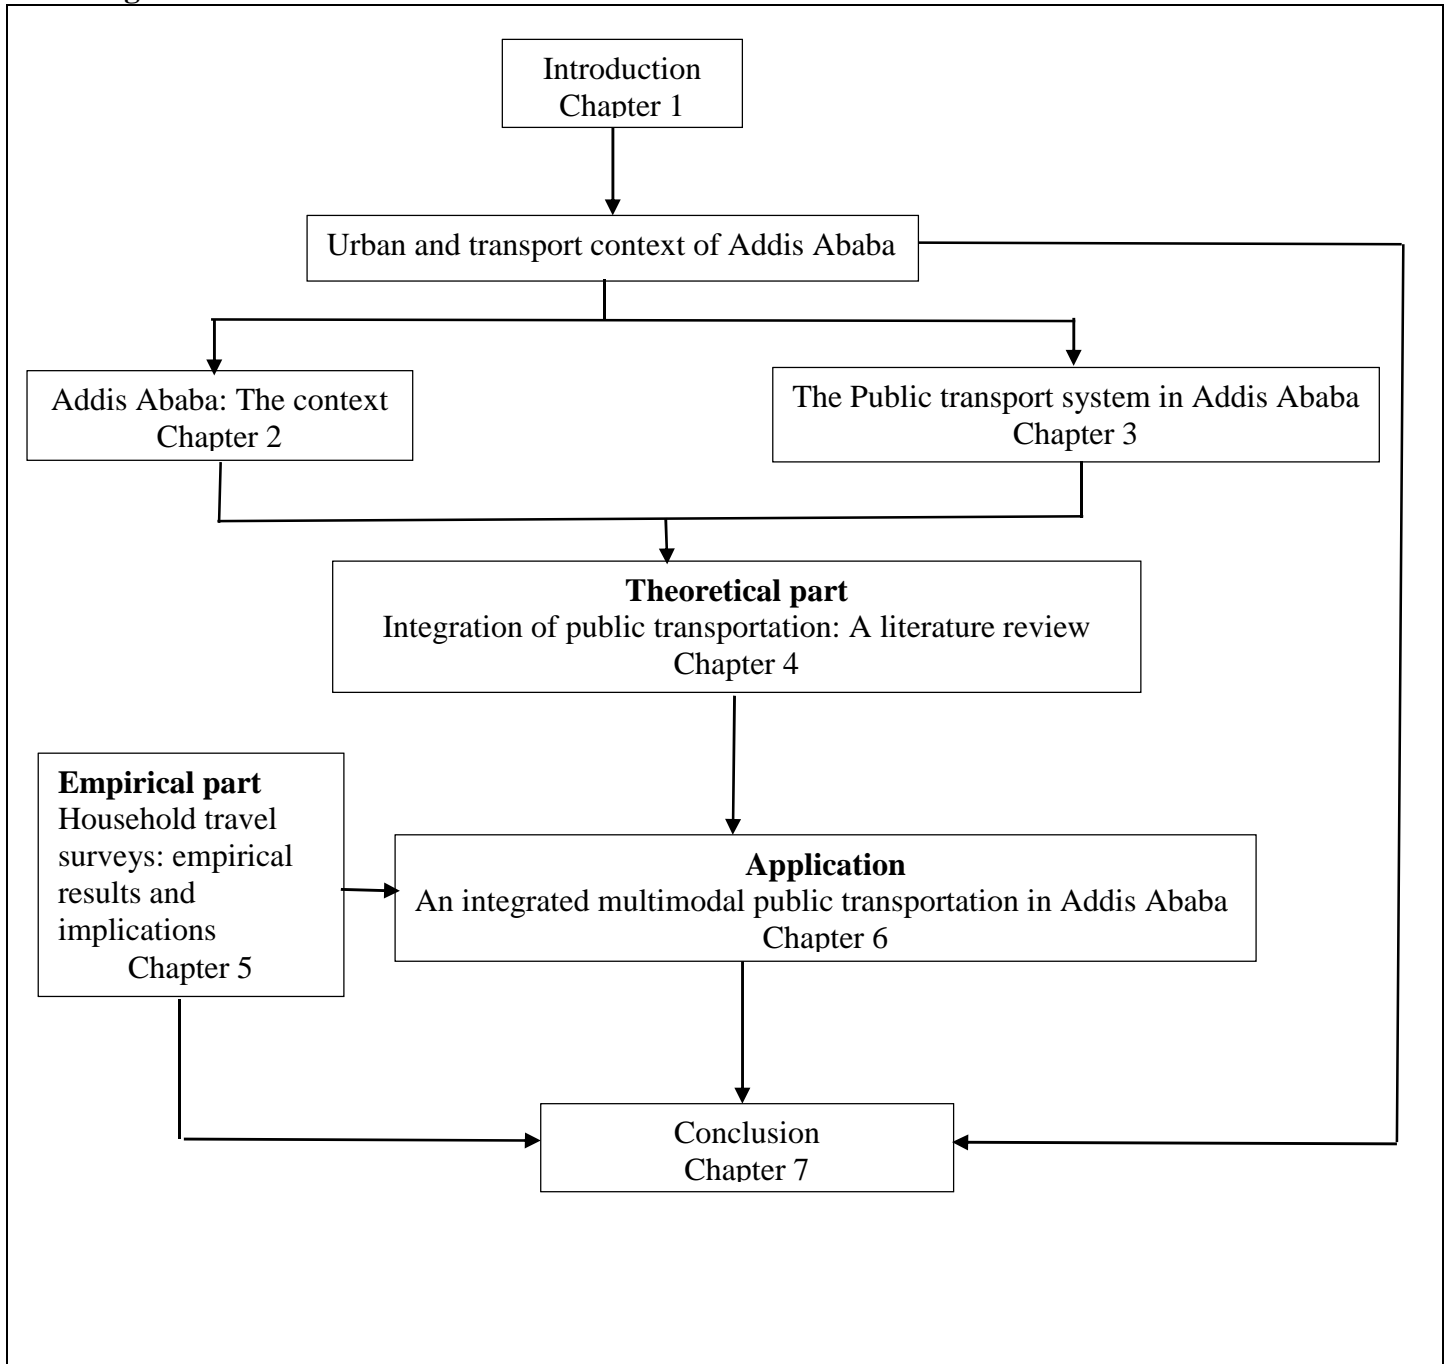 Introduction
Chapter 1
Urban and transport context of Addis Ababa
Addis Ababa: The context
Chapter 2
The Public transport system in Addis Ababa
Chapter 3
Theoretical part
Integration of public transportation: A literature review
Chapter 4
Empirical part
Household travel
surveys: empirical
results and
implications
Chapter 5
Application
An integrated multimodal public transportation in Addis Ababa
Chapter 6
Conclusion
Chapter 7